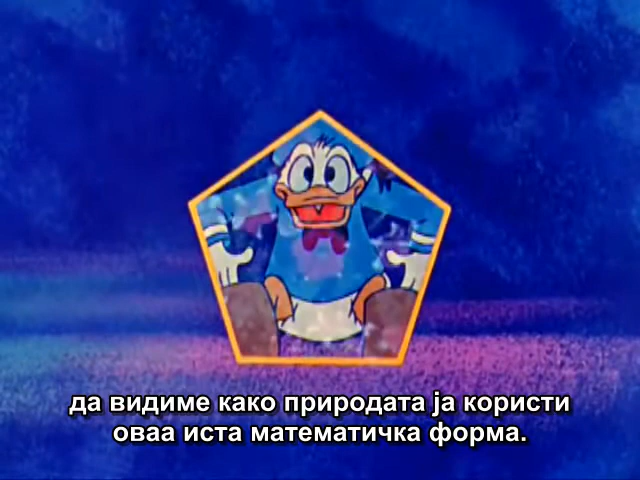 да видиме како природата ја користи
оваа иста математичка форма.